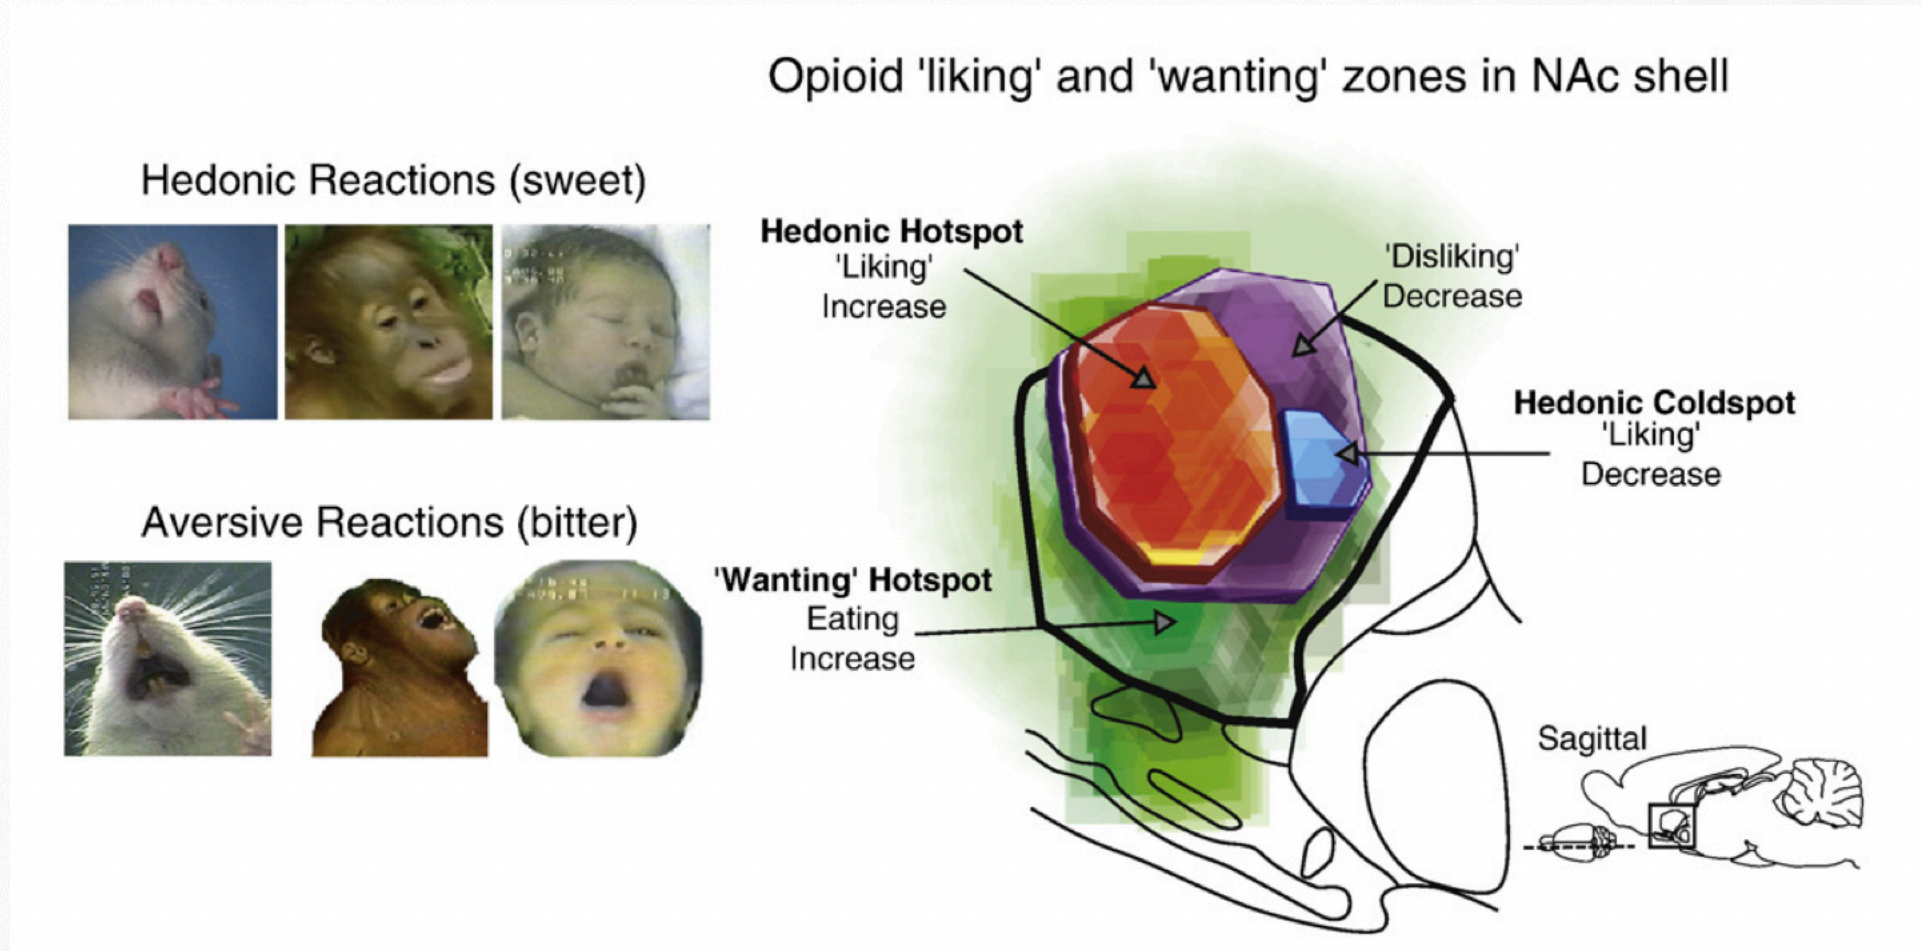 Opioid 'liking' and 'wanting' zones in NAc shell
Hedonic Reactions (sweet)
Aversive Reactions (bitter)
Hedonic Hotspot
'Liking'
Increase
'Disliking'
Decrease
Hedonic Coldspot
'Liking'
Decrease
'Wanting' Hotspot
Eating
Increase
Sagittal